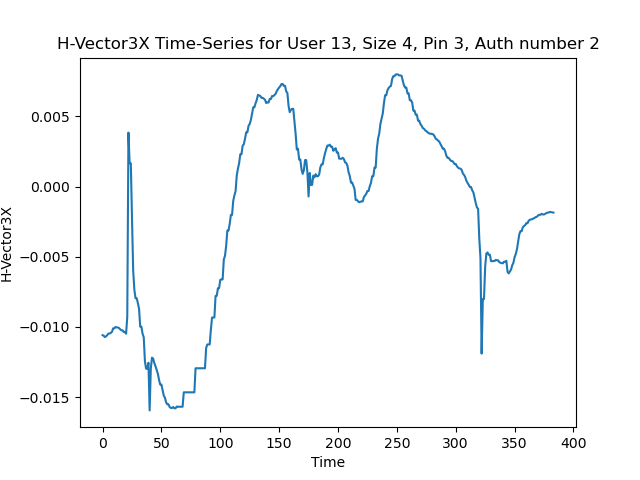 H-Vector3X Time-Series for User 13, Size 4, Pin 3, Auth number 2
H-Vector3X
0.005
0.000
−0.005
−0.010
−0.015
0 50 100 150 200 250 300 350 400
Time